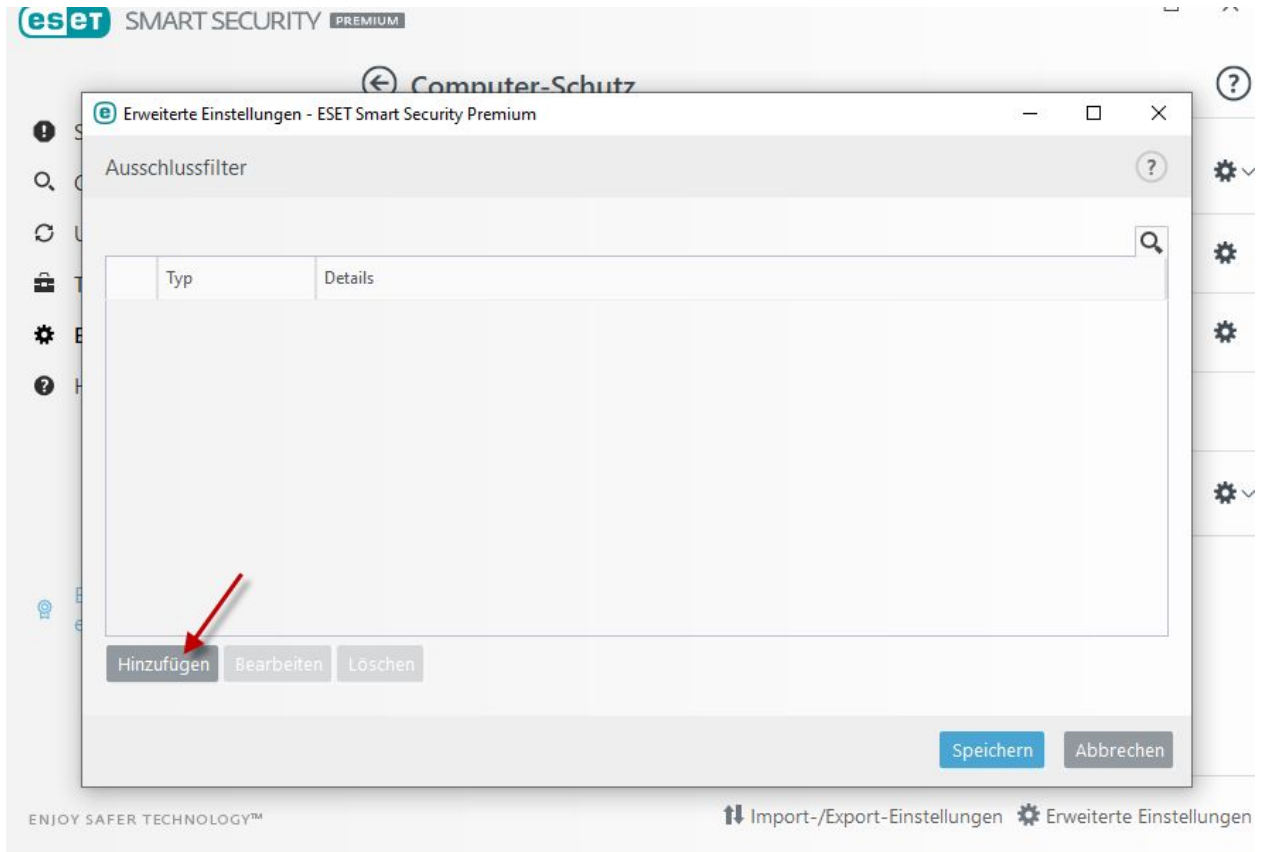 eset SMART SECURITY PREMIUM
Computer-Schutz
Erweiterte Einstellungen - ESET Smart Security Premium
Ausschlussfilter
Typ
Details
Hinzufügen
Bearbeiten
Löschen
Speichern
Abbrechen
ENJOY SAFER TECHNOLOGY™
Import-/Export-Einstellungen
Erweiterte Einstellungen